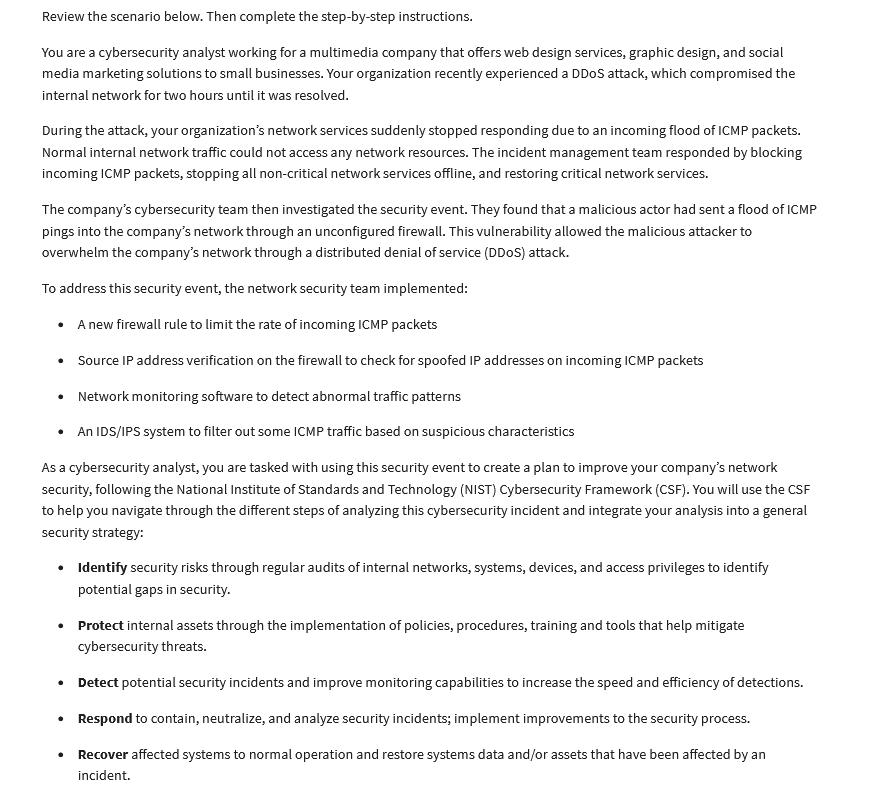 Review the scenario below. Then complete the step-by-step instructions.
You are a cybersecurity analyst working for a multimedia company that offers web design services, graphic design, and social
media marketing solutions to small businesses. Your organization recently experienced a DDoS attack, which compromised the
internal network for two hours until it was resolved.
During the attack, your organization’s network services suddenly stopped responding due to an incoming flood of ICMP packets.
Normal internal network traffic could not access any network resources. The incident management team responded by blocking
incoming ICMP packets, stopping all non-critical network services offline, and restoring critical network services.
The company’s cybersecurity team then investigated the security event. They found that a malicious actor had sent a flood of ICMP
pings into the company’s network through an unconfigured firewall. This vulnerability allowed the malicious attacker to
overwhelm the company’s network through a distributed denial of service (DDoS) attack.
To address this security event, the network security team implemented:
• A new firewall rule to limit the rate of incoming ICMP packets
• Source IP address verification on the firewall to check for spoofed IP addresses on incoming ICMP packets
• Network monitoring software to detect abnormal traffic patterns
• An IDS/IPS system to filter out some ICMP traffic based on suspicious characteristics
As a cybersecurity analyst, you are tasked with using this security event to create a plan to improve your company’s network
security, following the National Institute of Standards and Technology (NIST) Cybersecurity Framework (CSF). You will use the CSF
to help you navigate through the different steps of analyzing this cybersecurity incident and integrate your analysis into a general
security strategy:
• Identify security risks through regular audits of internal networks, systems, devices, and access privileges to identify
potential gaps in security.
• Protect internal assets through the implementation of policies, procedures, training and tools that help mitigate
cybersecurity threats.
• Detect potential security incidents and improve monitoring capabilities to increase the speed and efficiency of detections.
• Respond to contain, neutralize, and analyze security incidents; implement improvements to the security process.
• Recover affected systems to normal operation and restore systems data and/or assets that have been affected by an
incident.